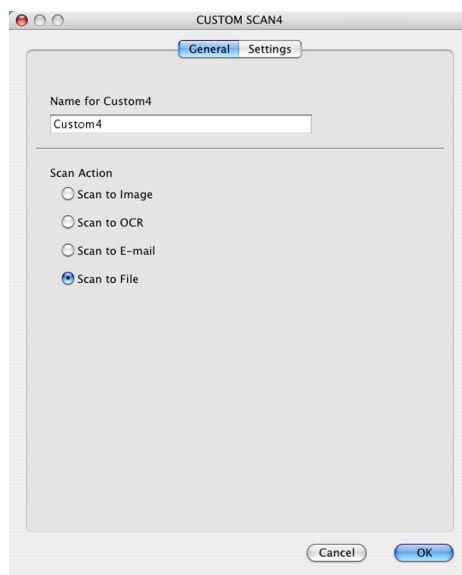 CUSTOM SCAN4
General Settings
Name for Custom4
Custom4
Scan Action
Scan to Image
Scan to OCR
Scan to E-mail
Scan to File
Cancel OK